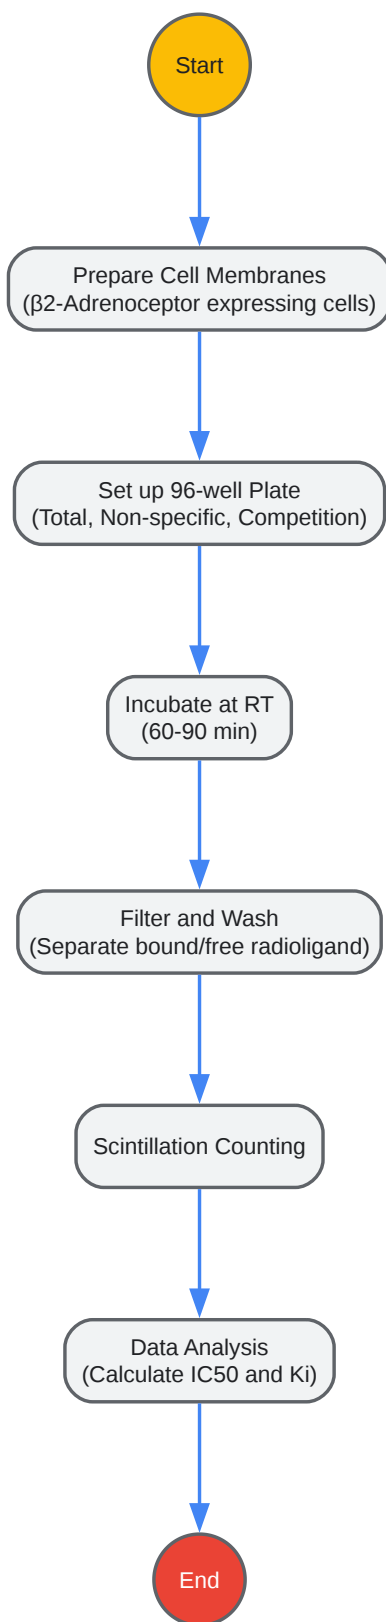 Start
Prepare Cell Membranes
(β2-Adrenoceptor expressing cells)
Set up 96-well Plate
(Total, Non-specific, Competition)
Incubate at RT
(60-90 min)
Filter and Wash
(Separate bound/free radioligand)
Scintillation Counting
Data Analysis
(Calculate IC50 and Ki)
End